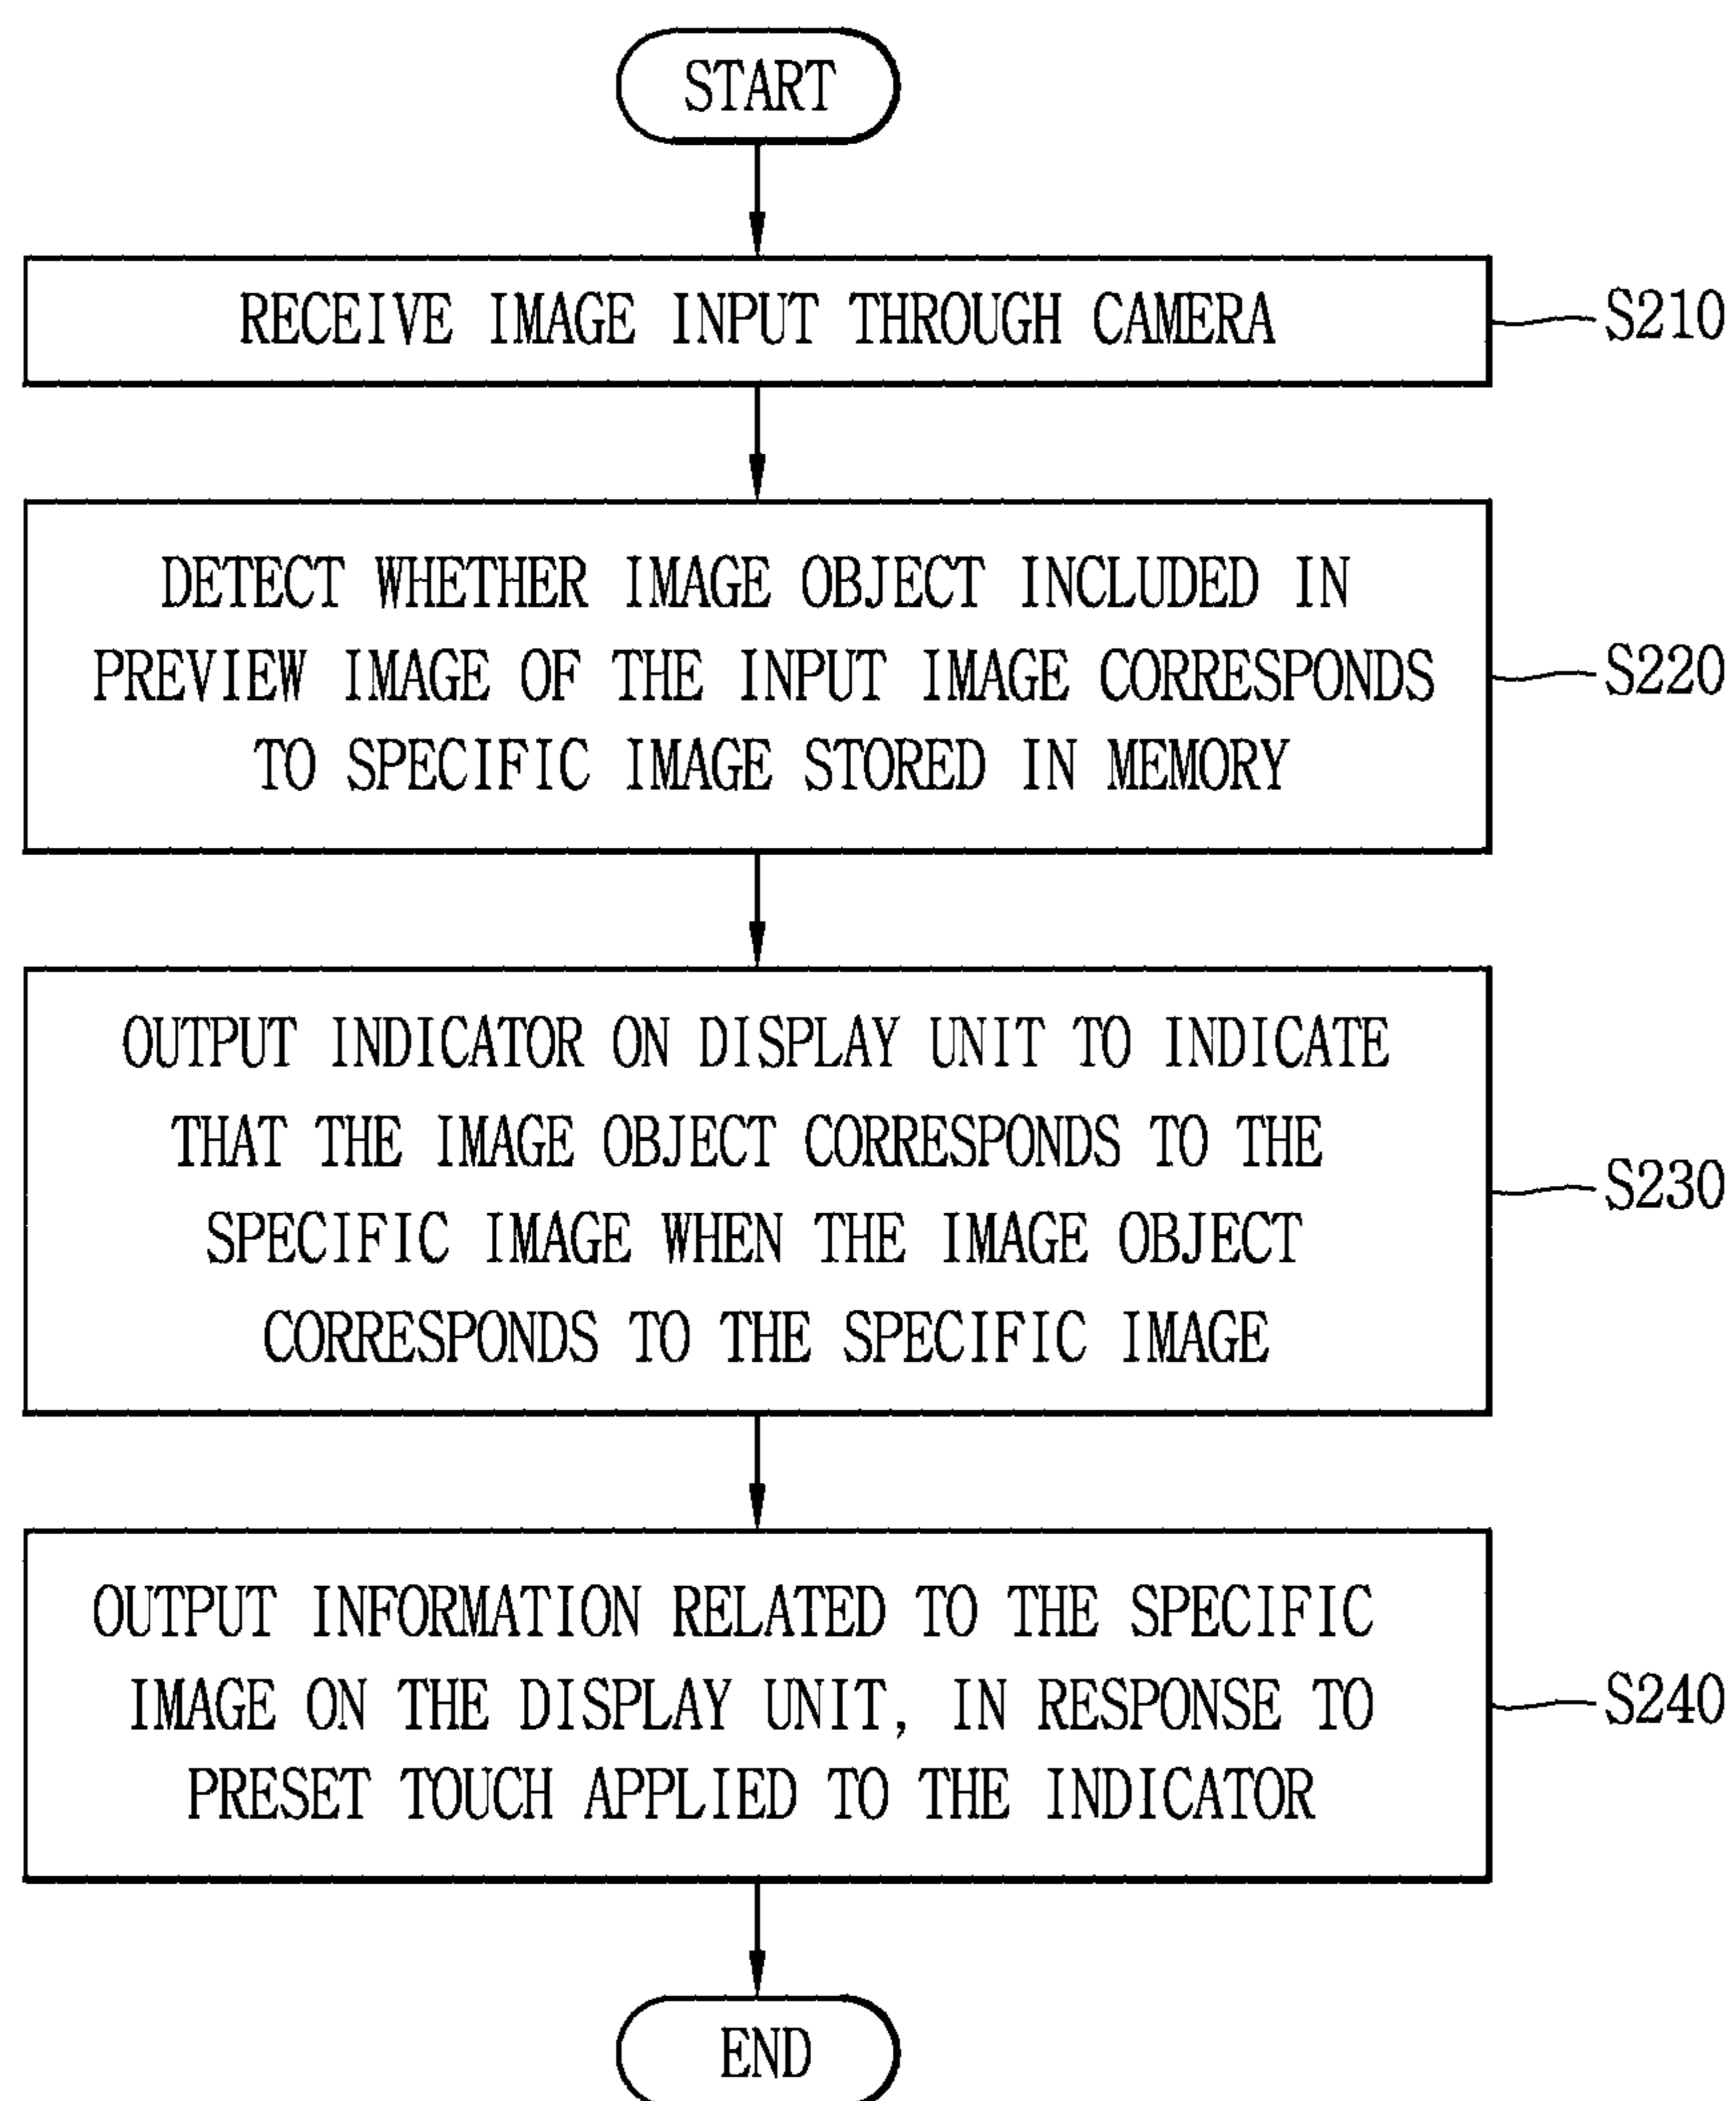 START
RECEIVE IMAGE INPUT THROUGH CAMERA
S210
DETECT WHETHER IMAGE OBJECT INCLUDED IN
PREVIEW IMAGE OF THE INPUT IMAGE CORRESPONDS
TO SPECIFIC IMAGE STORED IN MEMORY
S220
OUTPUT INDICATOR ON DISPLAY UNIT TO INDICATE
THAT THE IMAGE OBJECT CORRESPONDS TO THE
SPECIFIC IMAGE WHEN THE IMAGE OBJECT
CORRESPONDS TO THE SPECIFIC IMAGE
S230
OUTPUT INFORMATION RELATED TO THE SPECIFIC
IMAGE ON THE DISPLAY UNIT, IN RESPONSE TO
PRESET TOUCH APPLIED TO THE INDICATOR
S240
END